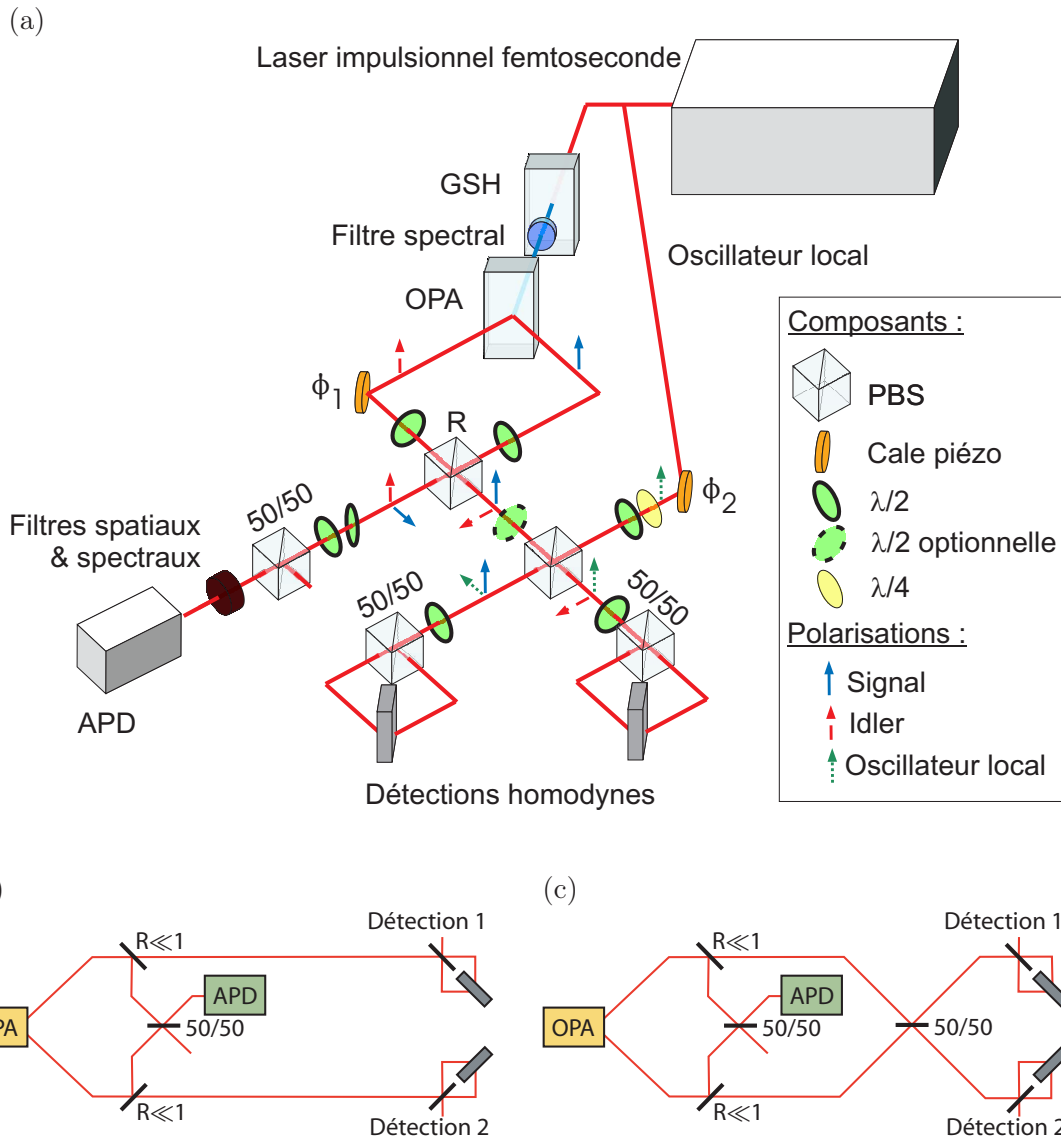 (a)
Laser impulsionnel femtoseconde
GSH
Filtre spectral
OPA
Oscillateur local
ϕ1
R
ϕ2
50/50
Filtres spatiaux
& spectraux
50/50
50/50
APD
Détections homodynes
Composants :
PBS
Cale piézo
λ/2
λ/2 optionnelle
λ/4
Polarisations :
Signal
Idler
Oscillateur local
)
R≪1
Détection 1
APD
50/50
PA
R≪1
Détection 2
(c)
R≪1
Détection 1
APD
OPA
50/50
50/50
R≪1
Détection 2